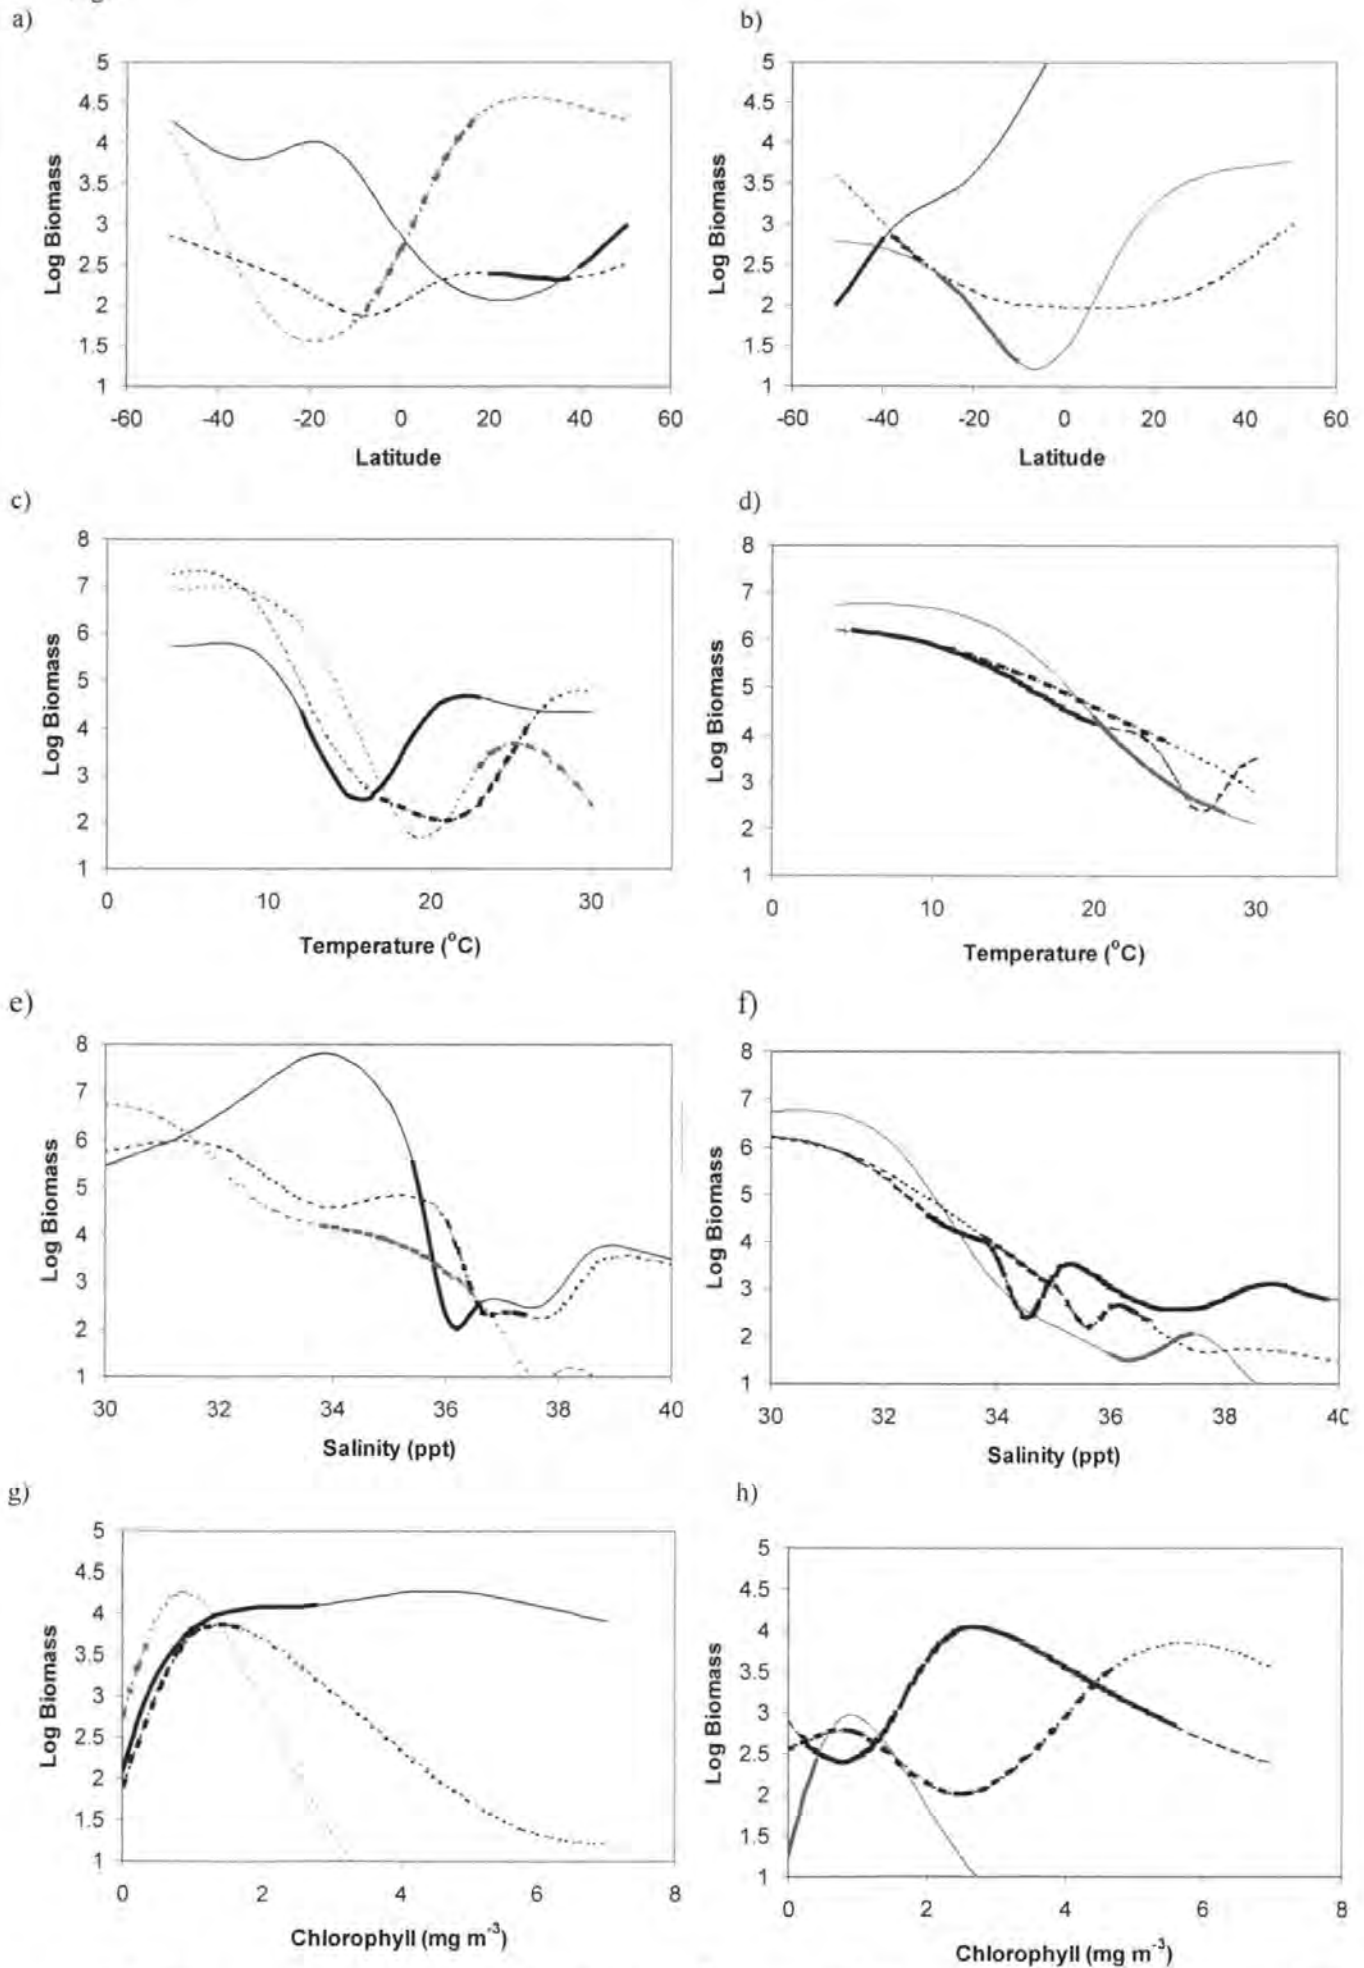 a)
b)
5
4.5
4
3.5
3
2.5
2
1.5
1
Log Biomass
-60 -40 -20 0 20 40 60
Latitude
5
4.5
4
3.5
3
2.5
2
1.5
1
Log Biomass
-60 -40 -20 0 20 40 60
Latitude
c)
d)
8
7
6
5
4
3
2
1
Log Biomass
0 10 20 30
Temperature (°C)
8
7
6
5
4
3
2
1
Log Biomass
0 10 20 30
Temperature (°C)
e)
f)
8
7
6
5
4
3
2
1
Log Biomass
30 32 34 36 38 40
Salinity (ppt)
8
7
6
5
4
3
2
1
Log Biomass
30 32 34 36 38 40
Salinity (ppt)
g)
h)
5
4.5
4
3.5
3
2.5
2
1.5
1
Log Biomass
0 2 4 6 8
Chlorophyll (mg m⁻³)
5
4.5
4
3.5
3
2.5
2
1.5
1
Log Biomass
0 2 4 6 8
Chlorophyll (mg m⁻³)